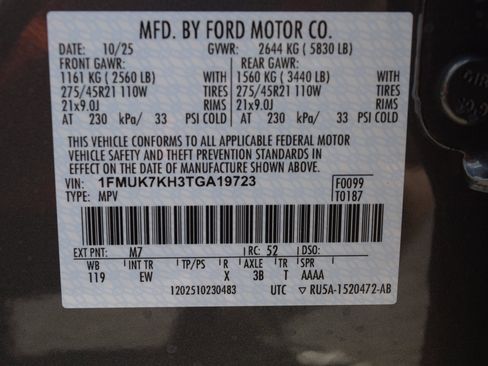 MFD. BY FORD MOTOR CO.
DATE: 10/25 GVWR: 2644 KG ( 5830 LB)
FRONT GAWR: REAR GAWR:
1161 KG ( 2560 LB) WITH 1560 KG ( 3440 LB) WITH
275/45R21 110W TIRES 275/45R21 110W TIRES
21x9.0J RIMS 21x9.0J RIMS
AT 230 kPa/ 33 PSI COLD AT 230 kPa/ 33 PSI COLD
THIS VEHICLE CONFORMS TO ALL APPLICABLE FEDERAL MOTOR
VEHICLE SAFETY AND THEFT PREVENTION STANDARDS IN
EFFECT ON THE DATE OF MANUFACTURE SHOWN ABOVE.
VIN: 1FMUK7KH3TGA19723 F0099
TYPE: MPV T0187
EXT PNT: M7 RC: 52 DSO:
WB INT TR TP/PS R AXLE TR SPR
119 EW X 3B T AAAA
1202510230483 UTC ▽ RU5A-1520472-AB